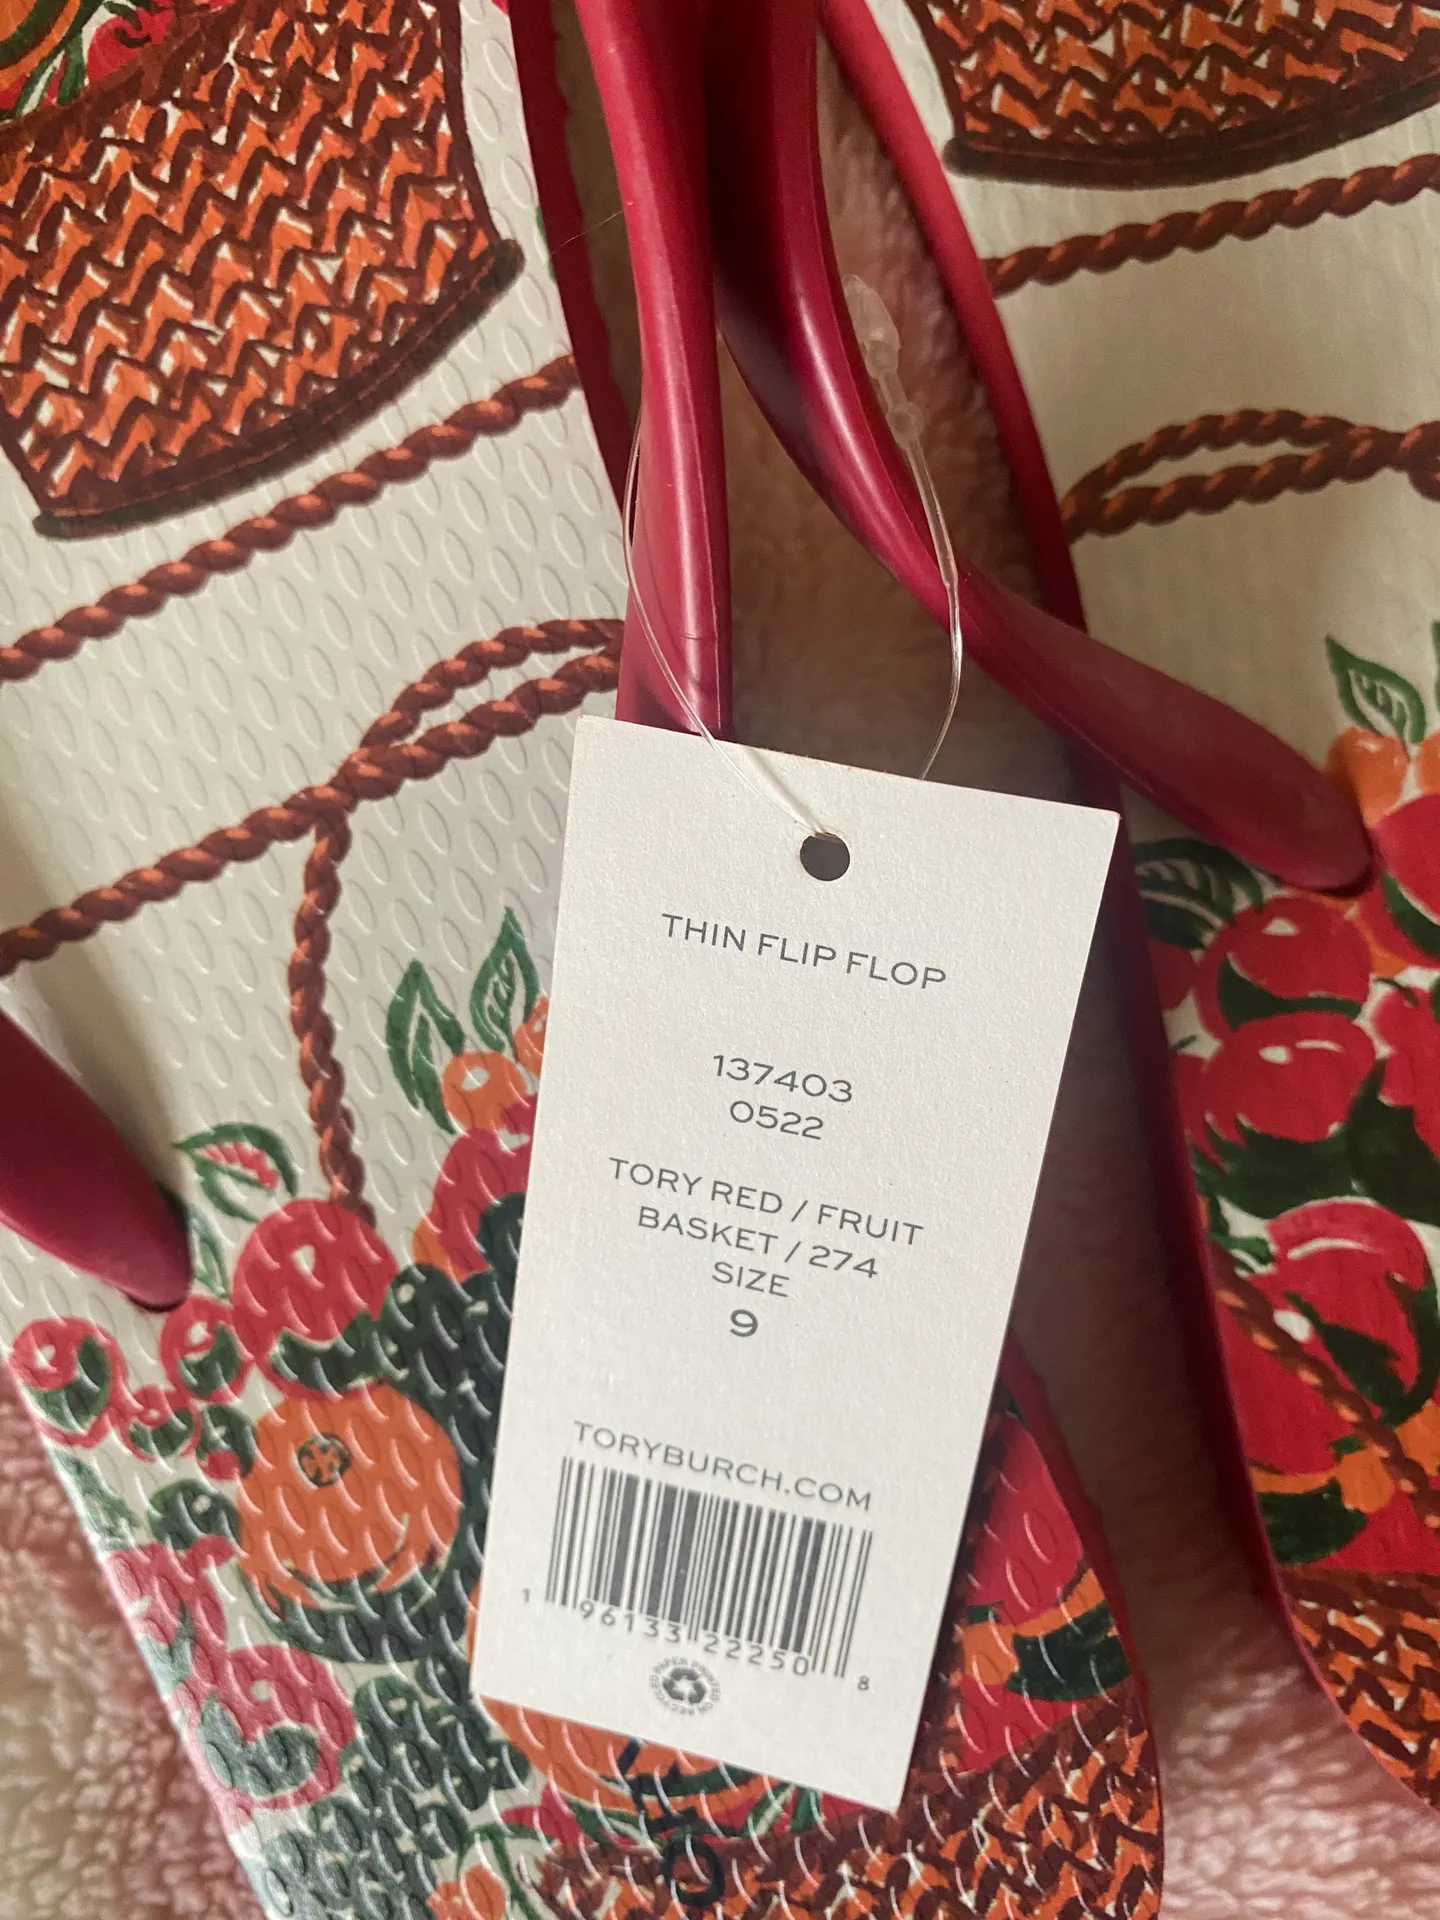 THIN FLIP FLOP
137403
0522
TORY RED / FRUIT
BASKET / 274
SIZE
9
TORYBURCH.COM
1 96133 22250 8